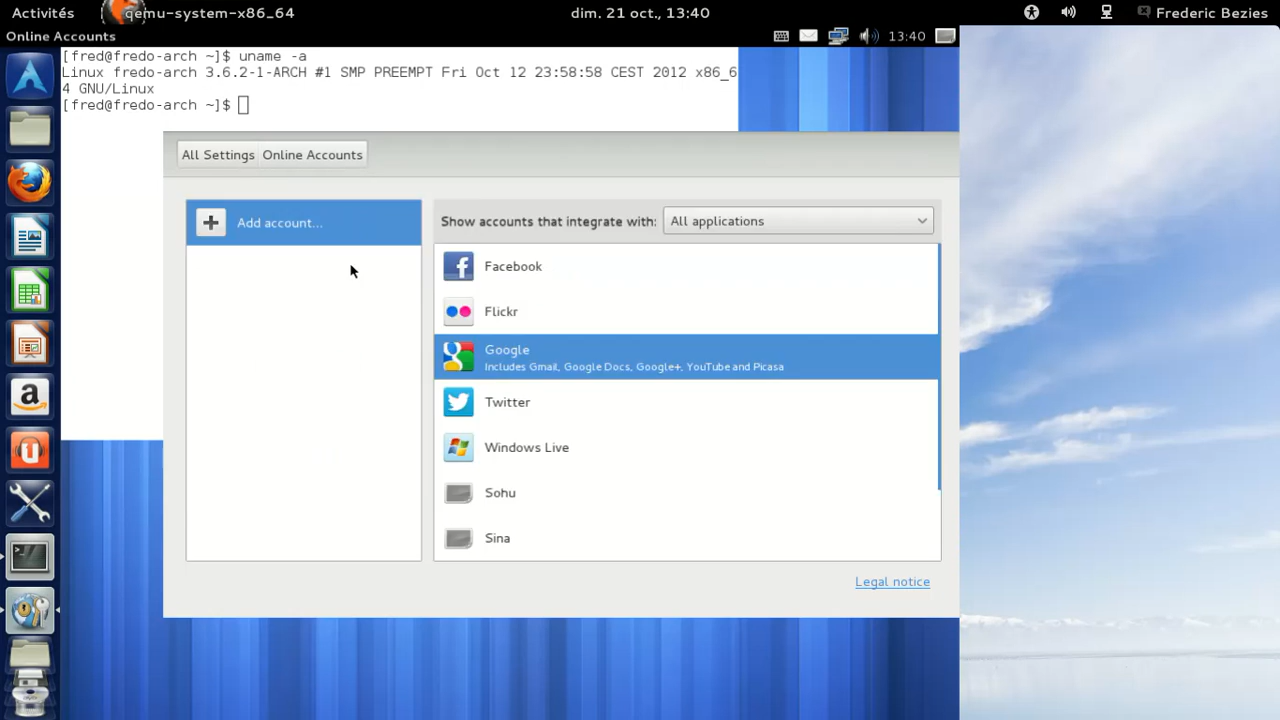 Activités
qemu-system-x86_64
dim. 21 oct., 13:40
Frederic Bezies
Online Accounts
13:40
[fred@fredo-arch ~]$ uname -a
Linux fredo-arch 3.6.2-1-ARCH #1 SMP PREEMPT Fri Oct 12 23:58:58 CEST 2012 x86_6
4 GNU/Linux
[fred@fredo-arch ~]$
All Settings
Online Accounts
Add account...
Show accounts that integrate with:
All applications
Facebook
Flickr
Google
Includes Gmail, Google Docs, Google+, YouTube and Picasa
Twitter
Windows Live
Sohu
Sina
Legal notice